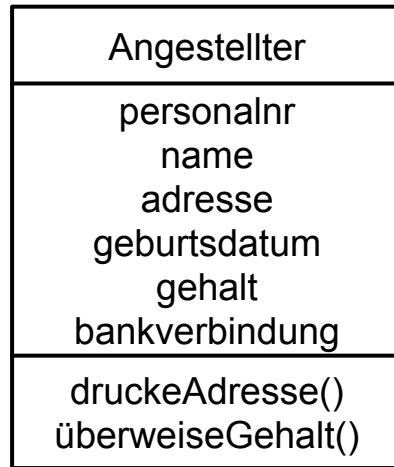 Angestellter
personalnr
name
adresse
geburtsdatum
gehalt
bankverbindung
druckeAdresse()
überweiseGehalt()